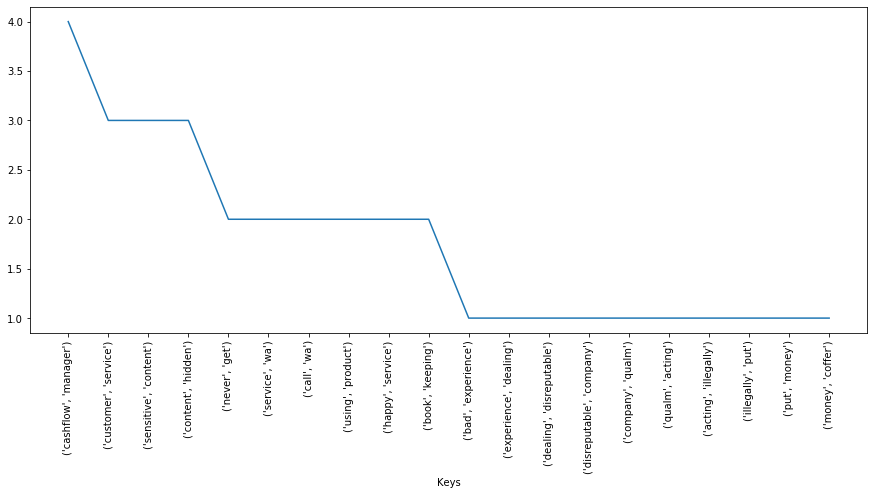 4.0
3.5
3.0
2.5
2.0
1.5
1.0
('cashflow', 'manager')
('customer', 'service')
('sensitive', 'content')
('content', 'hidden')
('never', 'get')
('service', 'wa')
('call', 'wa')
('using', 'product')
('happy', 'service')
('book', 'keeping')
('bad', 'experience')
('experience', 'dealing')
('dealing', 'disreputable')
('disreputable', 'company')
('company', 'qualm')
('qualm', 'acting')
('acting', 'illegally')
('illegally', 'put')
('put', 'money')
('money', 'coffer')
Keys